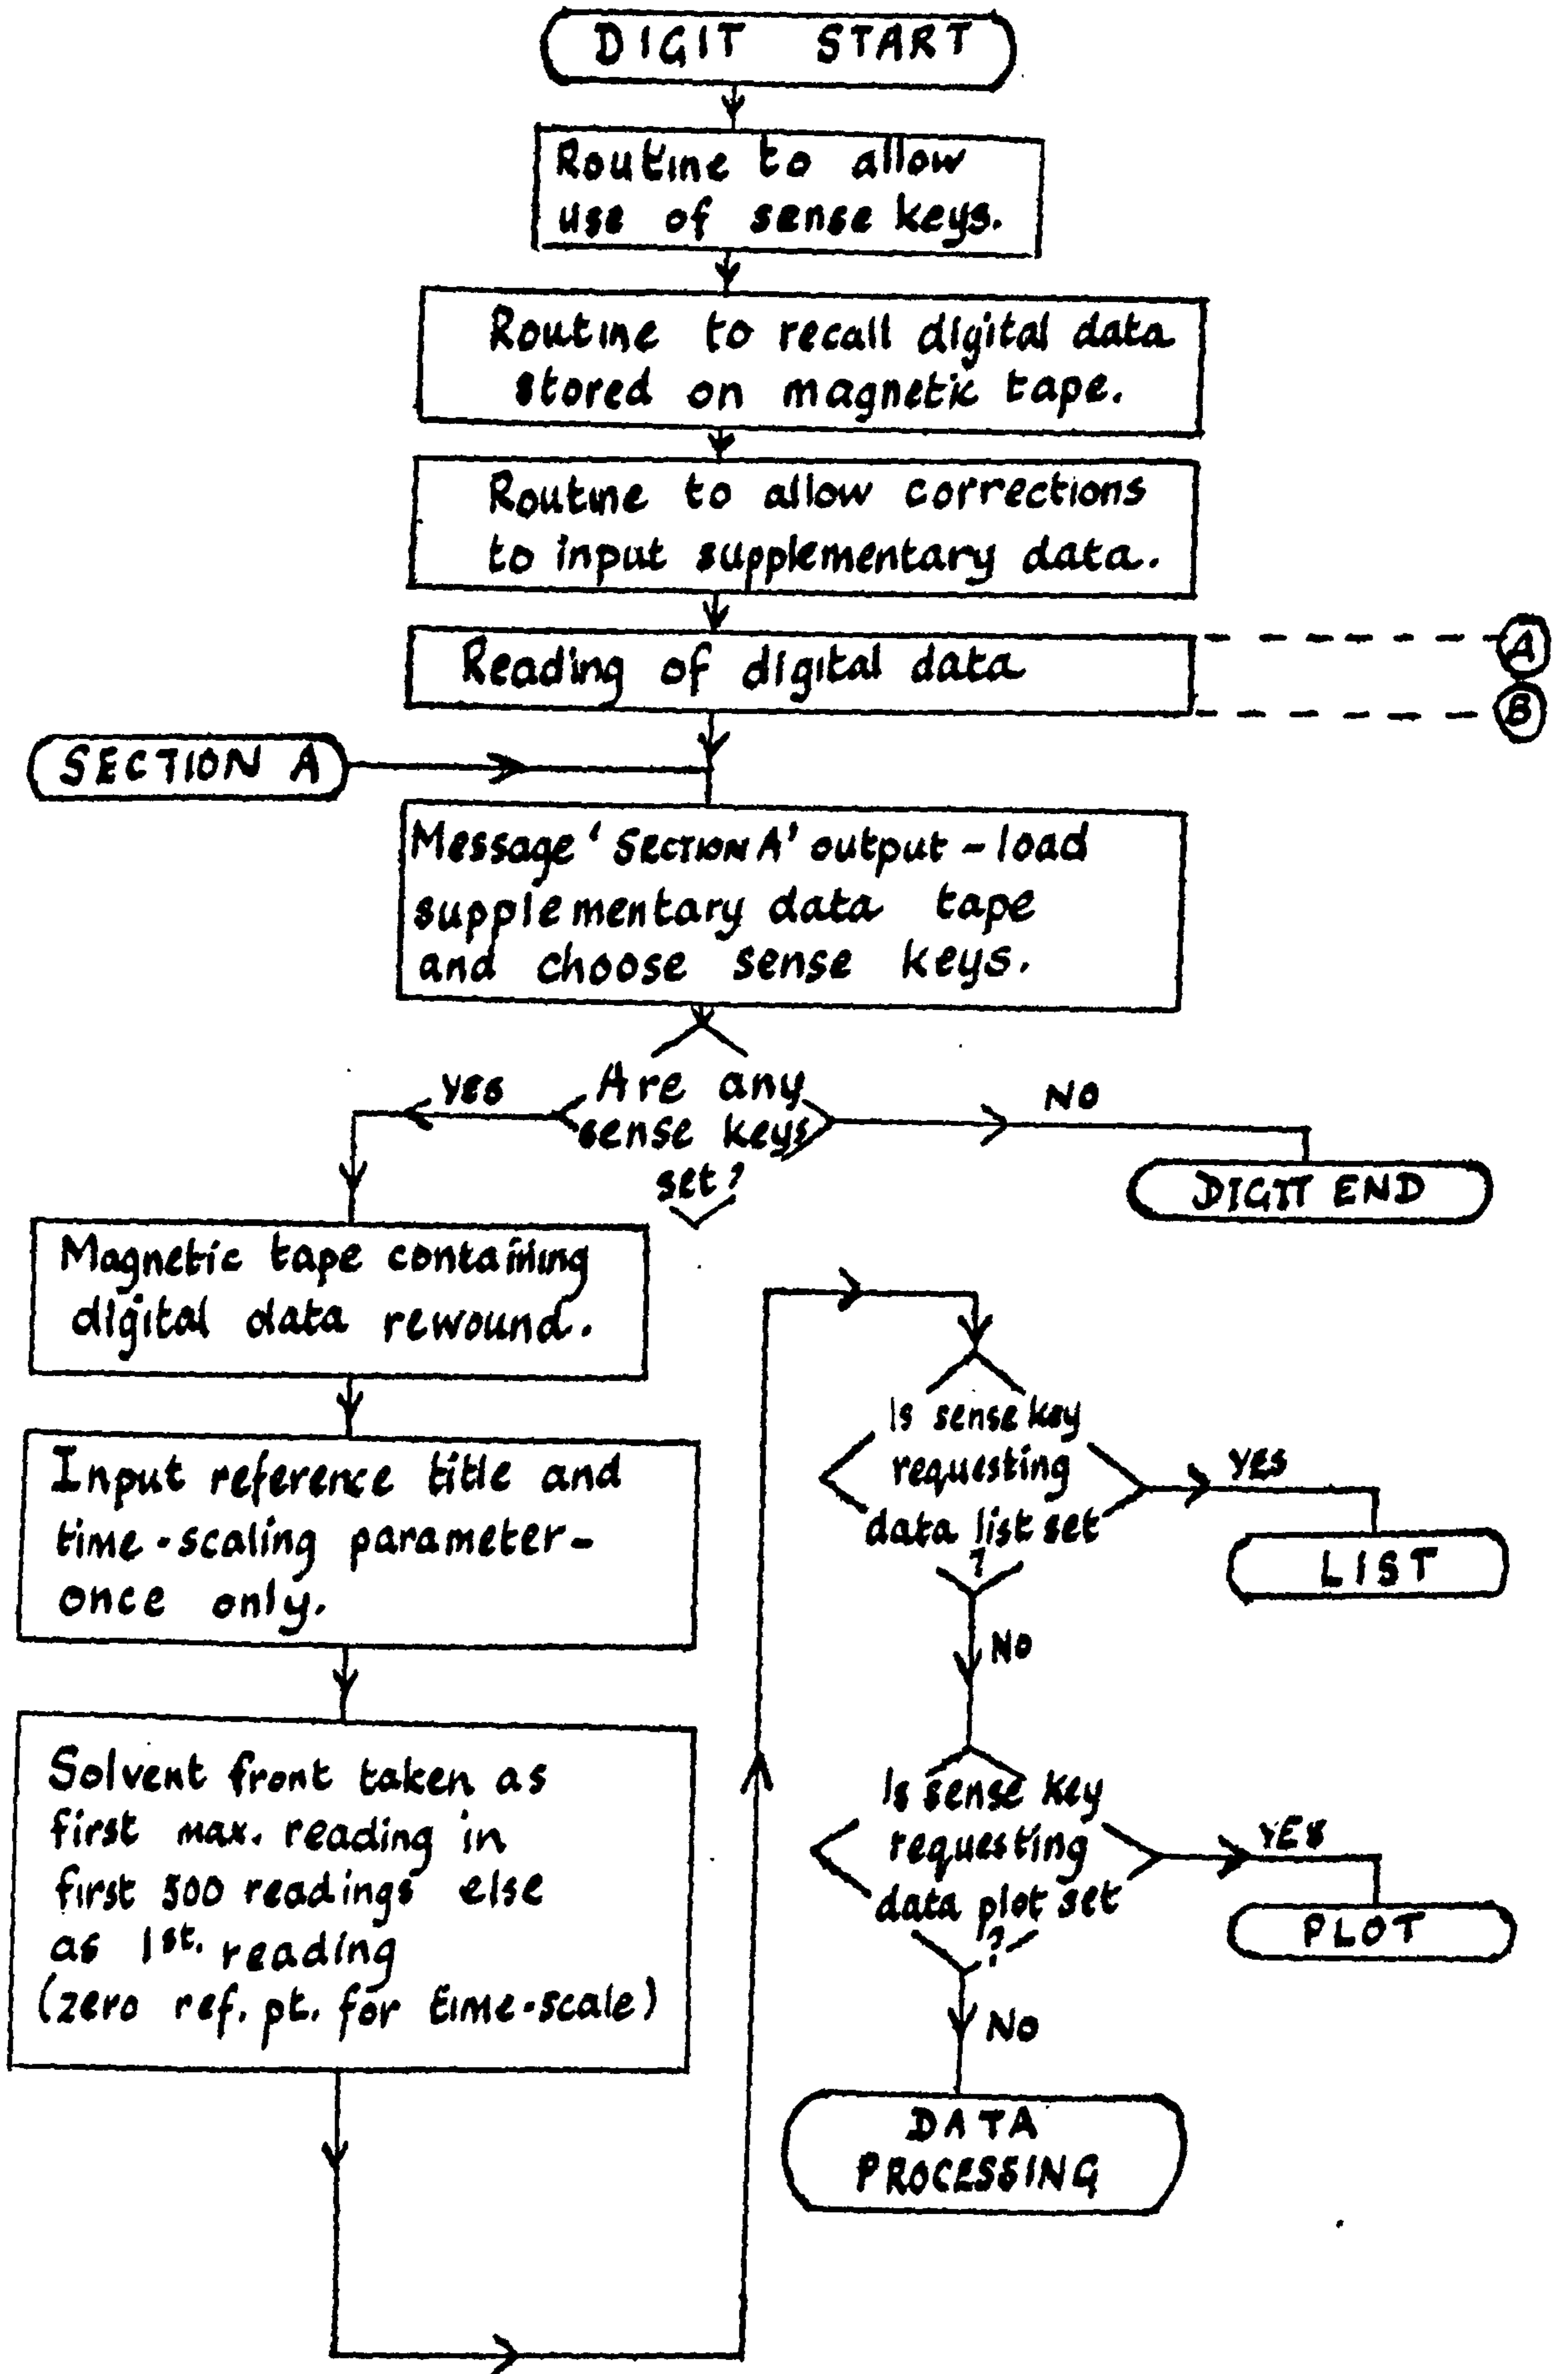 DIGIT START
Routine to allow
use of sense keys.
Routine to recall digital data
stored on magnetic tape.
Routine to allow corrections
to input supplementary data.
Reading of digital data
A
B
SECTION A
Message 'SECTION A' output - load
supplementary data tape
and choose sense keys.
Are any
sense keys
set?
YES
NO
DIGIT END
Magnetic tape containing
digital data rewound.
Input reference title and
time-scaling parameter-
once only.
Solvent front taken as
first max. reading in
first 500 readings else
as 1st. reading
(zero ref. pt. for time-scale)
Is sense key
requesting
data list set
?
YES
LIST
NO
Is sense key
requesting
data plot set
?
YES
PLOT
NO
DATA
PROCESSING